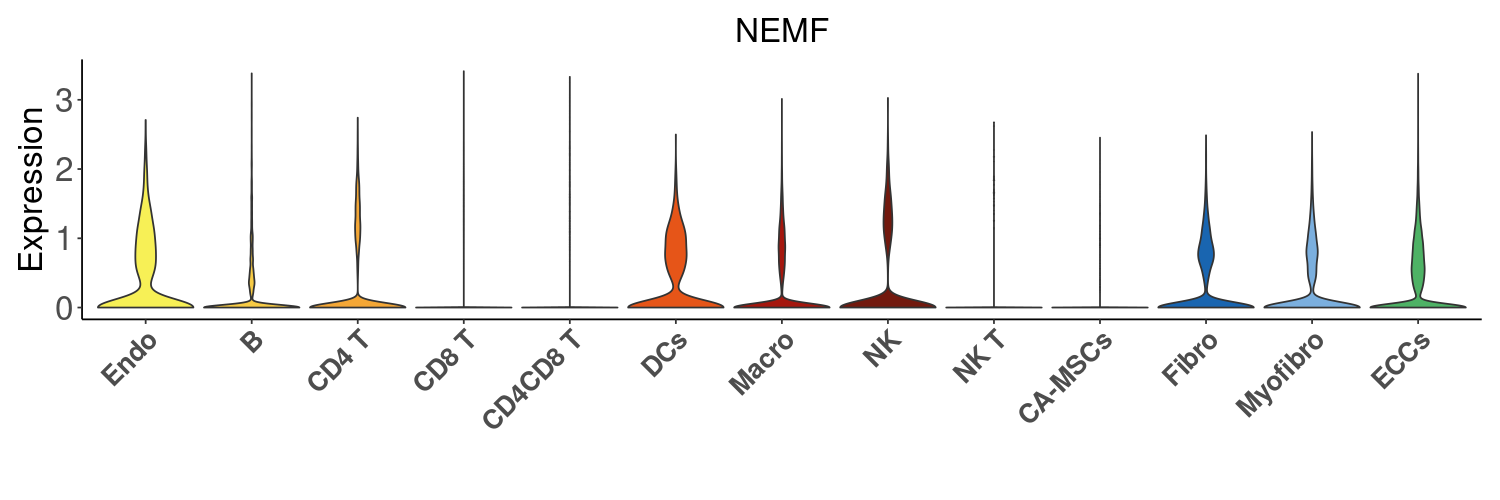 NEMF
Expression
3
2
1
0
Endo
B
CD4 T
CD8 T
CD4CD8 T
DCs
Macro
NK
NK T
CA-MSCs
Fibro
Myofibro
ECCs